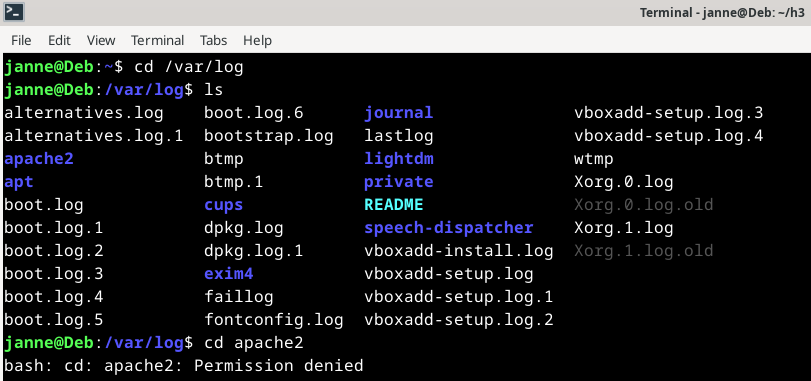 Terminal - janne@Deb: ~/h3
File Edit View Terminal Tabs Help
janne@Deb:~$ cd /var/log
janne@Deb:/var/log$ ls
alternatives.log    boot.log.6      journal              vboxadd-setup.log.3
alternatives.log.1  bootstrap.log   lastlog              vboxadd-setup.log.4
apache2             btmp            lightdm              wtmp
apt                 btmp.1          private              Xorg.0.log
boot.log            cups            README               Xorg.0.log.old
boot.log.1          dpkg.log        speech-dispatcher    Xorg.1.log
boot.log.2          dpkg.log.1      vboxadd-install.log  Xorg.1.log.old
boot.log.3          exim4           vboxadd-setup.log
boot.log.4          faillog         vboxadd-setup.log.1
boot.log.5          fontconfig.log  vboxadd-setup.log.2
janne@Deb:/var/log$ cd apache2
bash: cd: apache2: Permission denied